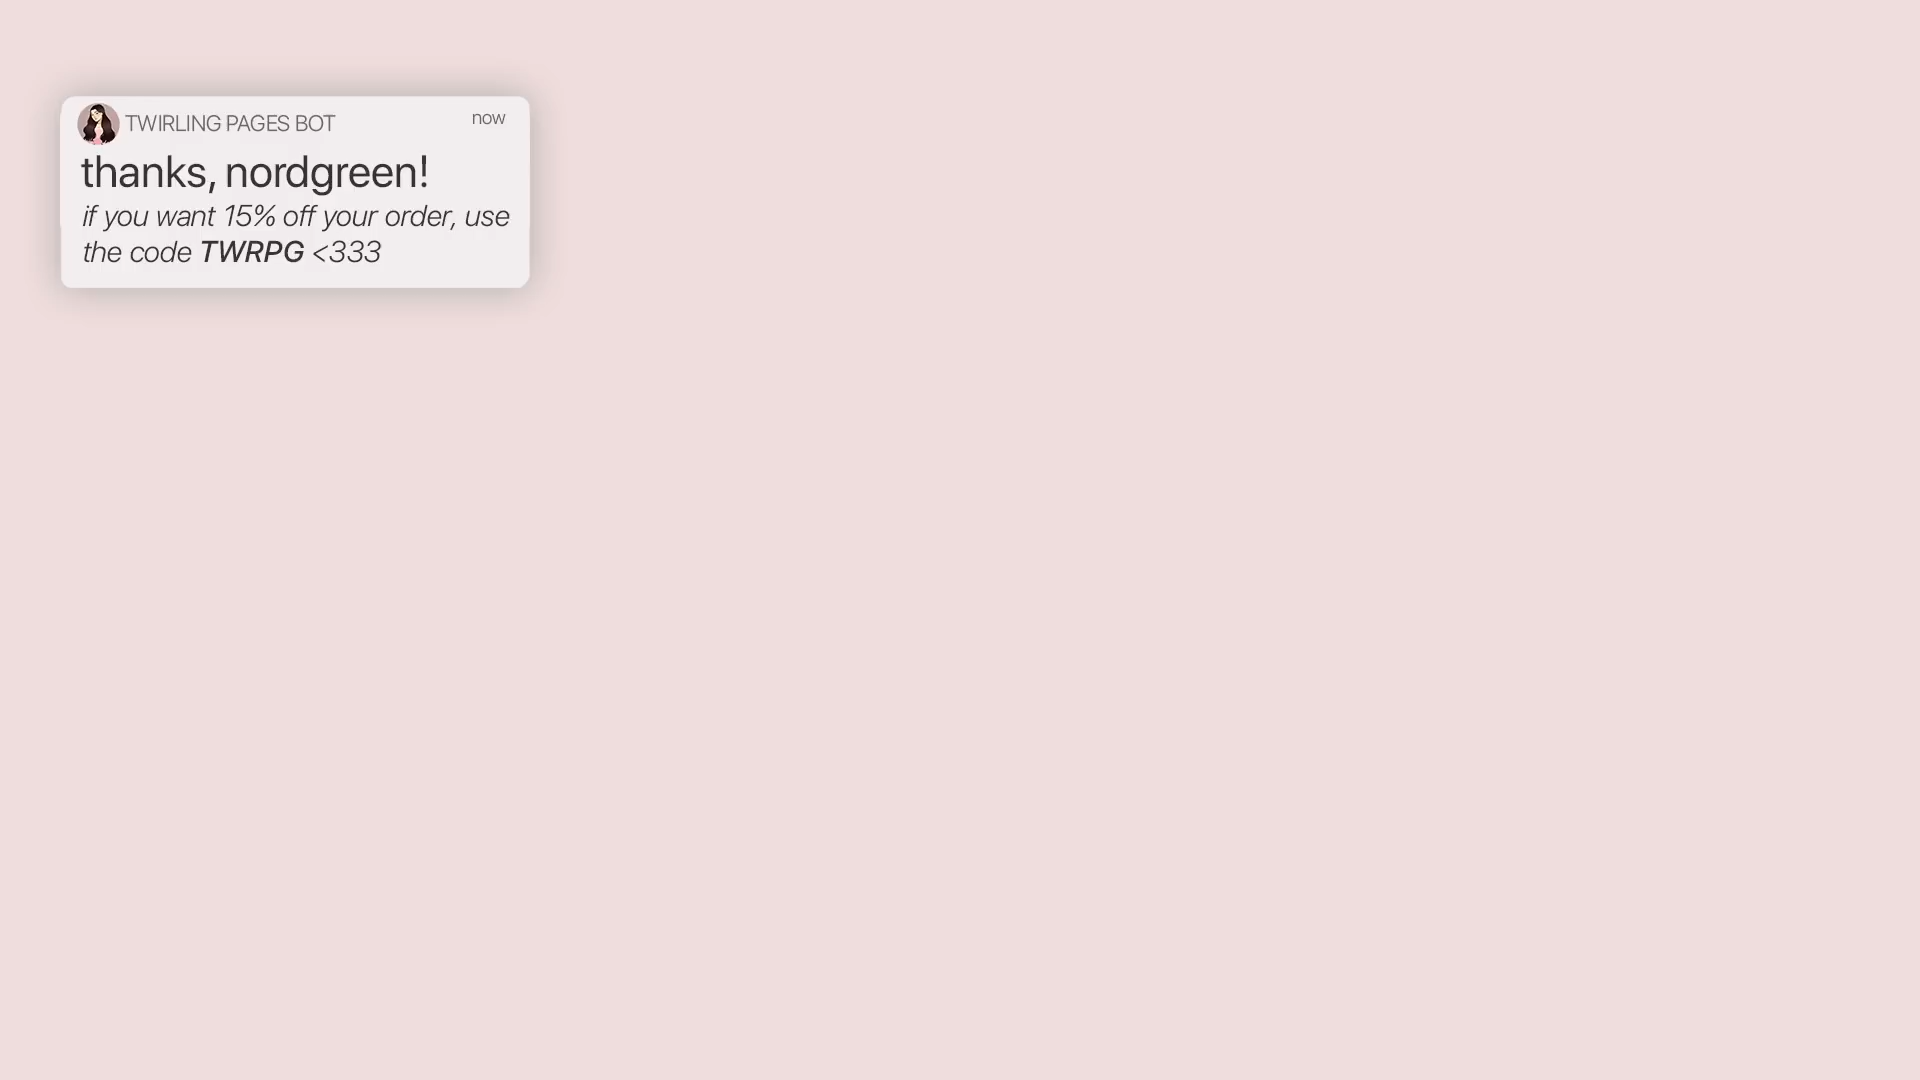 TWIRLING PAGES BOT now
thanks, nordgreen!
if you want 15% off your order, use
the code TWRPG <333